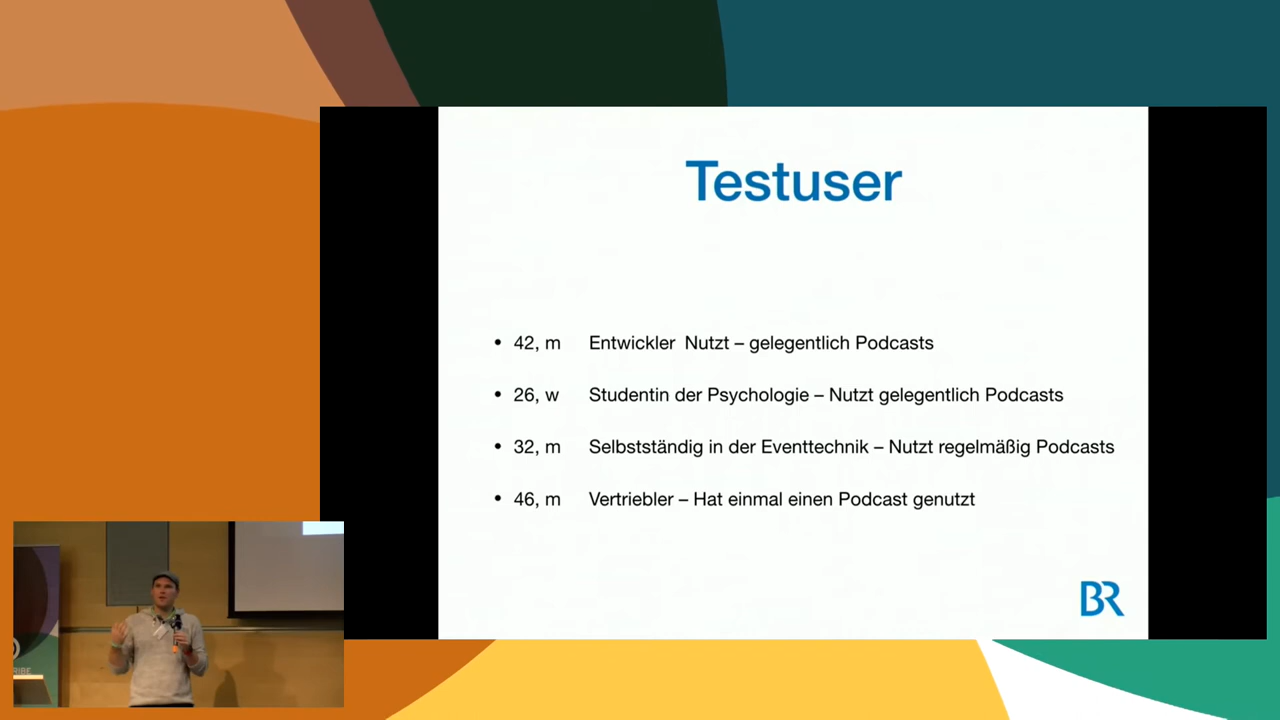 Testuser
• 42, m Entwickler Nutzt – gelegentlich Podcasts
• 26, w Studentin der Psychologie – Nutzt gelegentlich Podcasts
• 32, m Selbstständig in der Eventtechnik – Nutzt regelmäßig Podcasts
• 46, m Vertriebler – Hat einmal einen Podcast genutzt
BR